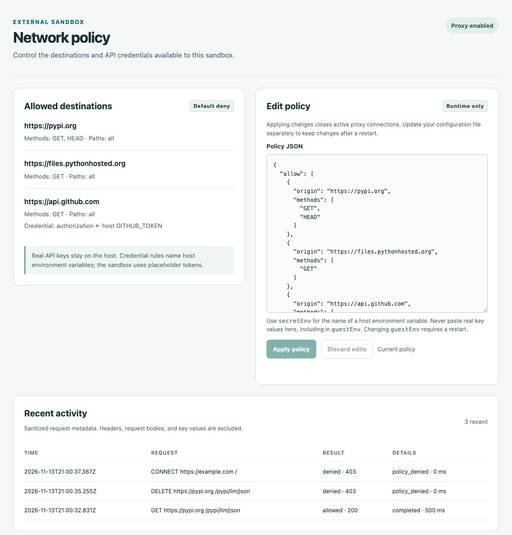 EXTERNAL SANDBOX
Network policy
Control the destinations and API credentials available to this sandbox.
Proxy enabled
Allowed destinations
Default deny
https://pypi.org
Methods: GET, HEAD · Paths: all
https://files.pythonhosted.org
Methods: GET · Paths: all
https://api.github.com
Methods: GET · Paths: all
Credential: authorization ← host GITHUB_TOKEN
Real API keys stay on the host. Credential rules name host
environment variables; the sandbox uses placeholder tokens.
Edit policy
Runtime only
Applying changes closes active proxy connections. Update your configuration file
separately to keep changes after a restart.
Policy JSON
{
"allow": [
{
"origin": "https://pypi.org",
"methods": [
"GET",
"HEAD"
]
},
{
"origin": "https://files.pythonhosted.org",
"methods": [
"GET"
]
},
{
"origin": "https://api.github.com",
"methods": [
"GET"
Use secretEnv for the name of a host environment variable. Never paste real key
values here, including in guestEnv. Changing guestEnv requires a restart.
Apply policy
Discard edits
Current policy
Recent activity
Sanitized request metadata. Headers, request bodies, and key values are excluded.
3 recent
TIME REQUEST RESULT DETAILS
2026-11-13T21:00:37.367Z CONNECT https://example.com / denied · 403 policy_denied · 0 ms
2026-11-13T21:00:35.255Z DELETE https://pypi.org /pypi/llm/json denied · 403 policy_denied · 0 ms
2026-11-13T21:00:32.831Z GET https://pypi.org /pypi/llm/json allowed · 200 completed · 500 ms